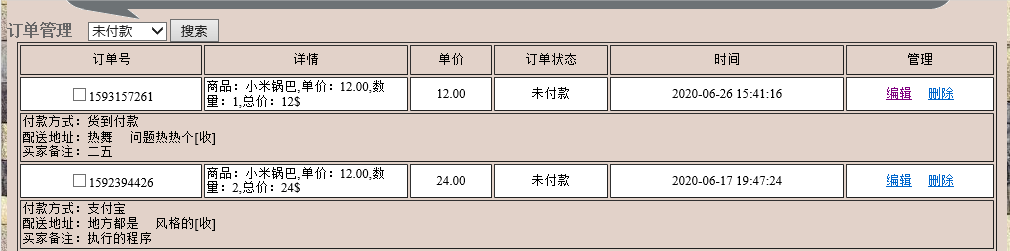 订单管理 未付款 搜索
订单号 详情 单价 订单状态 时间 管理
1593157261 商品：小米锅巴,单价：12.00,数 12.00 未付款 2020-06-26 15:41:16 编辑 删除
量：1,总价：12$
付款方式：货到付款
配送地址：热舞 问题热热个[收]
买家备注：二五
1592394426 商品：小米锅巴,单价：12.00,数 24.00 未付款 2020-06-17 19:47:24 编辑 删除
量：2,总价：24$
付款方式：支付宝
配送地址：地方都是 风格的[收]
买家备注：执行的程序